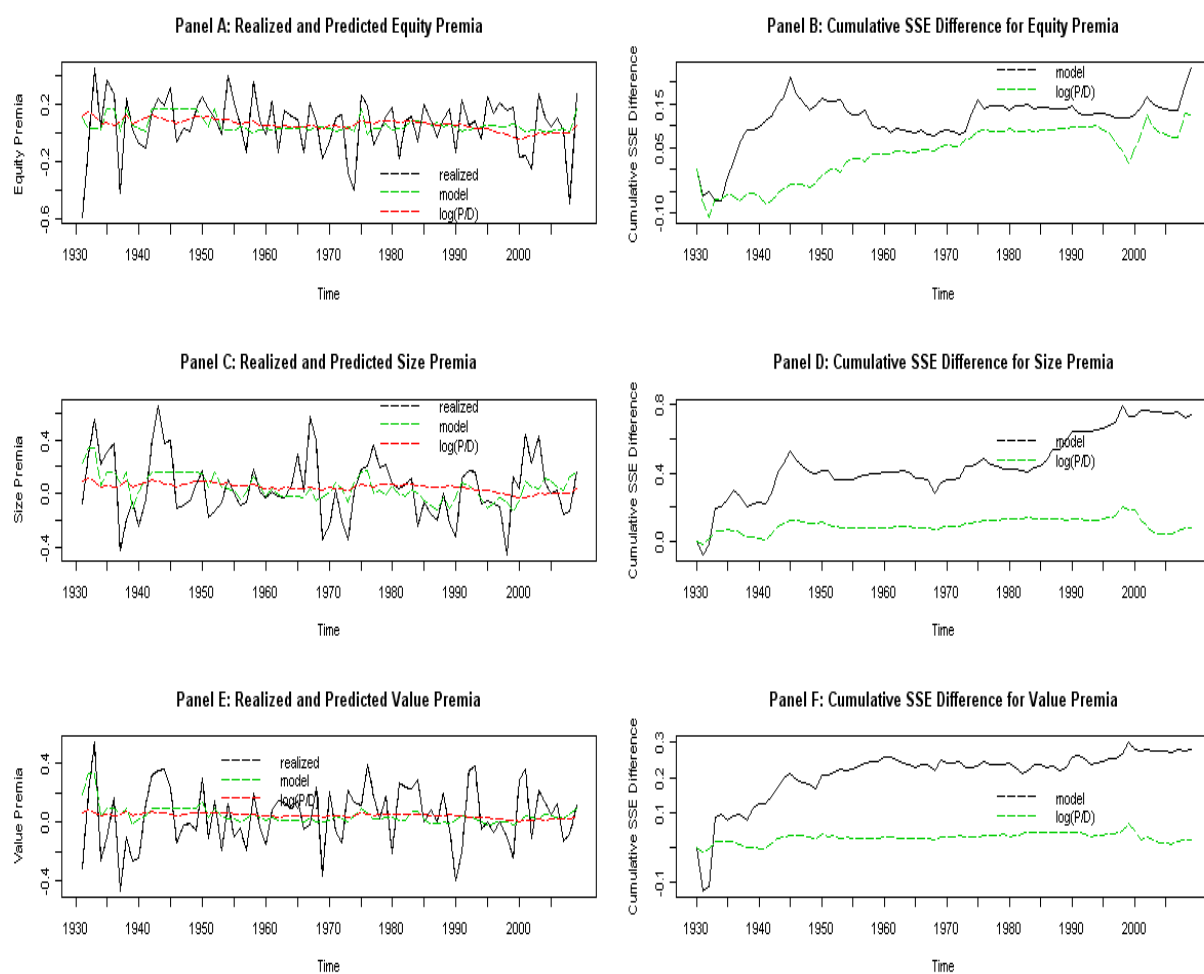 Panel A: Realized and Predicted Equity Premia
Equity Premia
0.2
-0.2
-0.6
realized
model
log(P/D)
1930 1940 1950 1960 1970 1980 1990 2000
Time
Panel B: Cumulative SSE Difference for Equity Premia
Cumulative SSE Difference
0.15
0.05
-0.10
model
log(P/D)
1930 1940 1950 1960 1970 1980 1990 2000
Time
Panel C: Realized and Predicted Size Premia
Size Premia
0.4
0.0
-0.4
realized
model
log(P/D)
1930 1940 1950 1960 1970 1980 1990 2000
Time
Panel D: Cumulative SSE Difference for Size Premia
Cumulative SSE Difference
0.8
0.4
0.0
model
log(P/D)
1930 1940 1950 1960 1970 1980 1990 2000
Time
Panel E: Realized and Predicted Value Premia
Value Premia
0.4
0.0
-0.4
realized
model
log(P/D)
1930 1940 1950 1960 1970 1980 1990 2000
Time
Panel F: Cumulative SSE Difference for Value Premia
Cumulative SSE Difference
0.3
0.1
-0.1
model
log(P/D)
1930 1940 1950 1960 1970 1980 1990 2000
Time